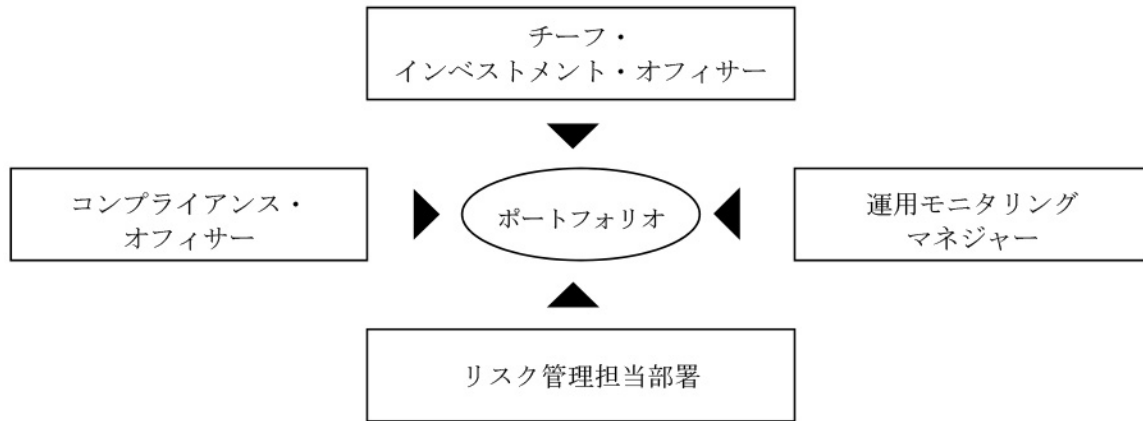 チーフ・
インベストメント・オフィサー
コンプライアンス・
オフィサー
ポートフォリオ
運用モニタリング
マネジャー
リスク管理担当部署